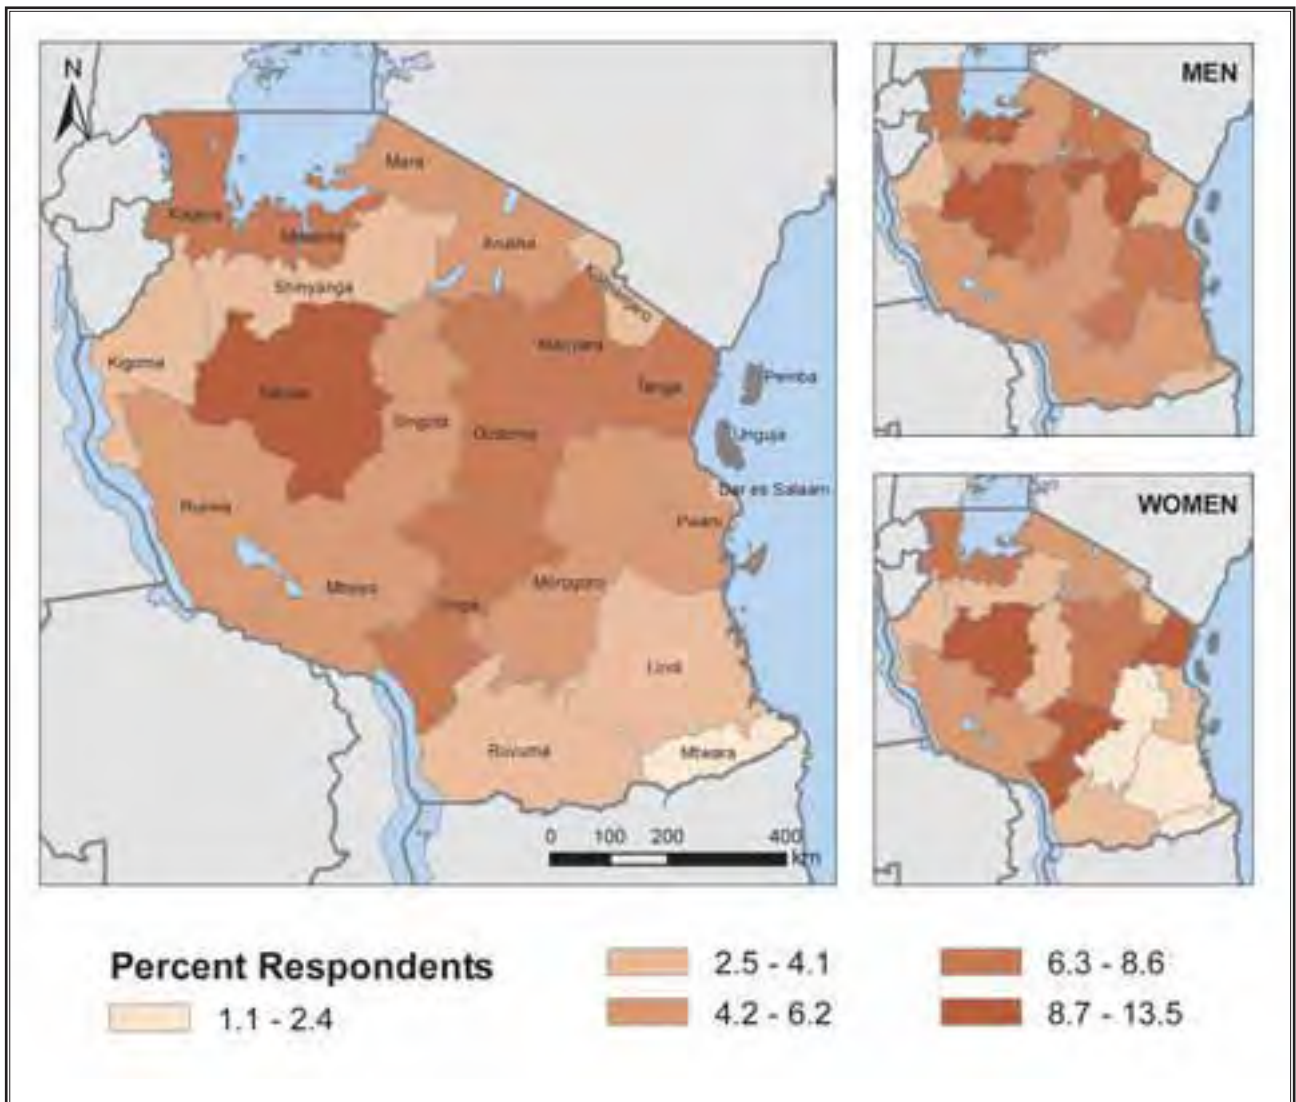 N
MEN
Mara
Kagera
Mwanza
Arusha
Shinyanga
Kilimanjaro
Kigoma
Manyara
Tanga
Pemba
Tabora
Singida
Dodoma
Unguja
WOMEN
Dar es Salaam
Rukwa
Pwani
Mbeya
Morogoro
Iringa
Lindi
Ruvuma
Mtwara
0 100 200 400
km
Percent Respondents
1.1 - 2.4
2.5 - 4.1
4.2 - 6.2
6.3 - 8.6
8.7 - 13.5